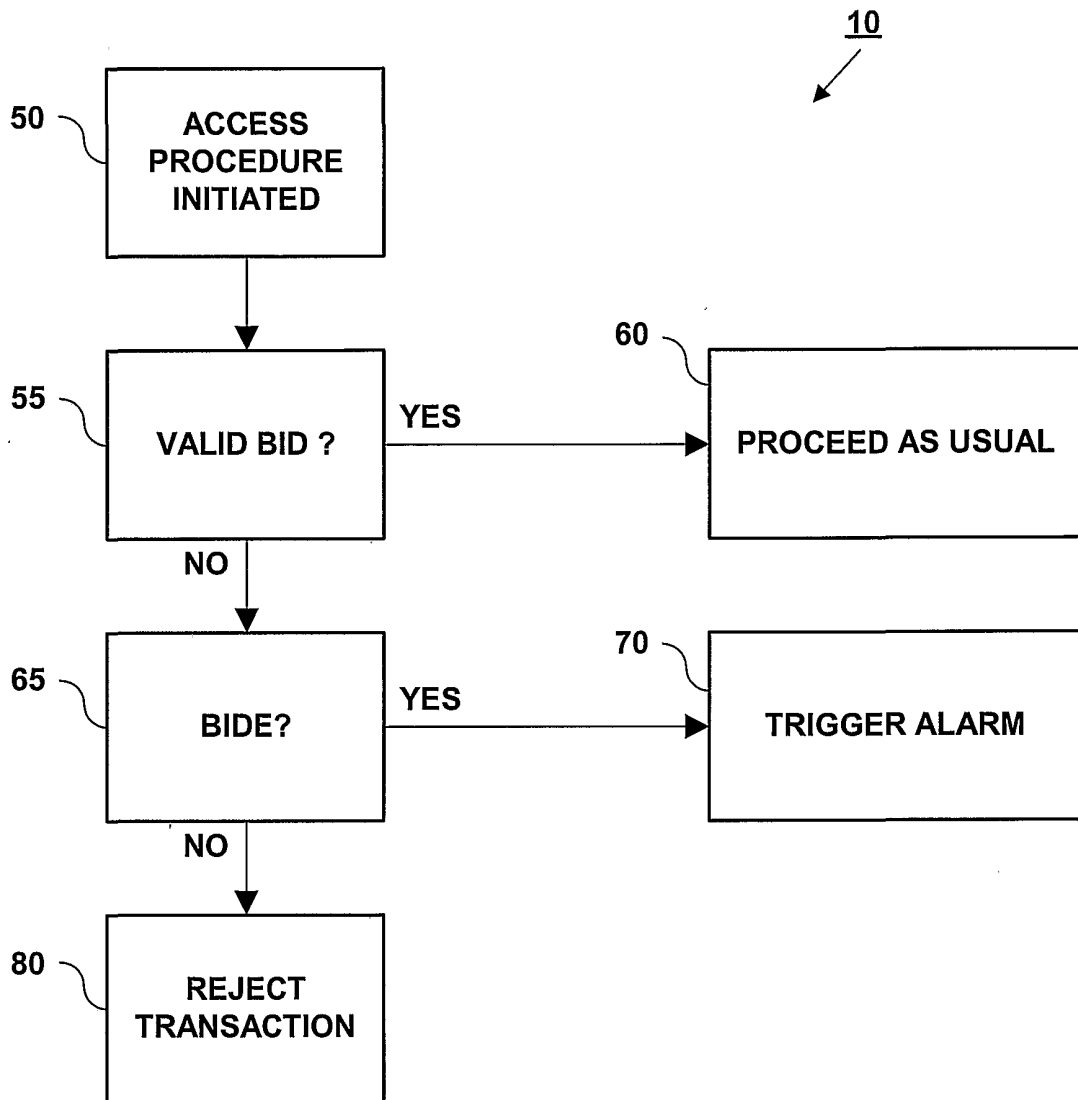 10
50
ACCESS
PROCEDURE
INITIATED
55
VALID BID ?
YES
60
PROCEED AS USUAL
NO
65
BIDE?
YES
70
TRIGGER ALARM
NO
80
REJECT
TRANSACTION